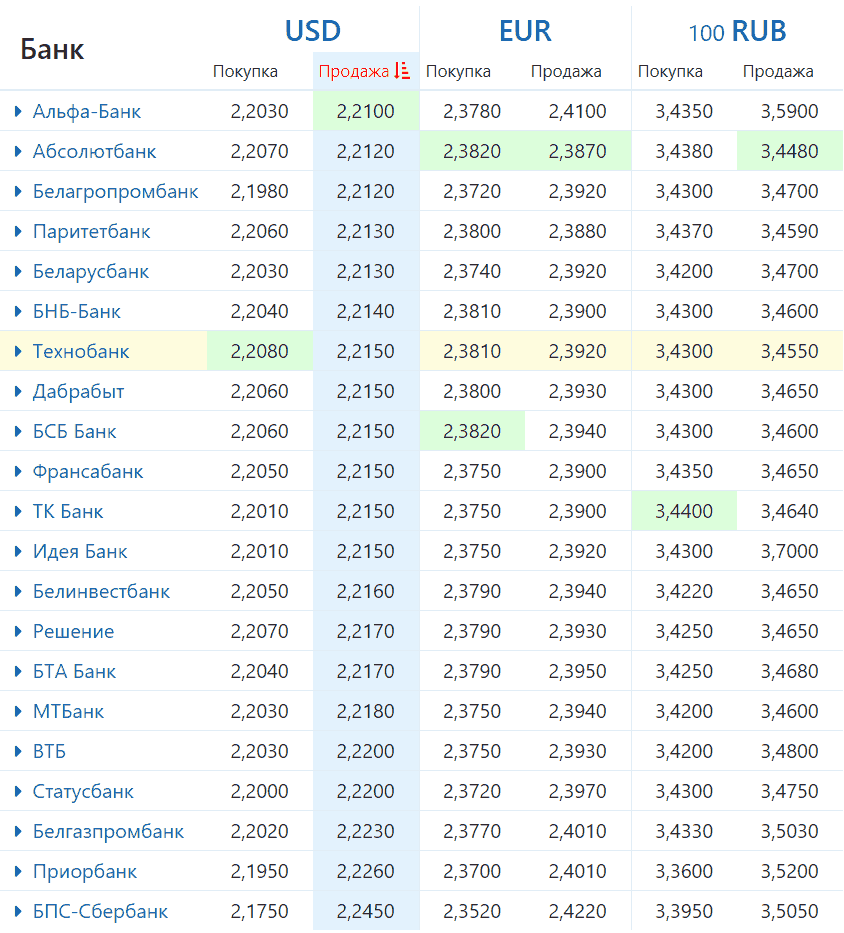 Банк USD EUR 100 RUB
Покупка Продажа Покупка Продажа Покупка Продажа
Альфа-Банк 2,2030 2,2100 2,3780 2,4100 3,4350 3,5900
Абсолютбанк 2,2070 2,2120 2,3820 2,3870 3,4380 3,4480
Белагропромбанк 2,1980 2,2120 2,3720 2,3920 3,4300 3,4700
Паритетбанк 2,2060 2,2130 2,3800 2,3880 3,4370 3,4590
Беларусбанк 2,2030 2,2130 2,3740 2,3920 3,4200 3,4700
БНБ-Банк 2,2040 2,2140 2,3810 2,3900 3,4300 3,4600
Технобанк 2,2080 2,2150 2,3810 2,3920 3,4300 3,4550
Дабрабыт 2,2060 2,2150 2,3800 2,3930 3,4300 3,4650
БСБ Банк 2,2060 2,2150 2,3820 2,3940 3,4300 3,4600
Франсабанк 2,2050 2,2150 2,3750 2,3900 3,4350 3,4650
ТК Банк 2,2010 2,2150 2,3750 2,3900 3,4400 3,4640
Идея Банк 2,2010 2,2150 2,3750 2,3920 3,4300 3,7000
Белинвестбанк 2,2050 2,2160 2,3790 2,3940 3,4220 3,4650
Решение 2,2070 2,2170 2,3790 2,3930 3,4250 3,4650
БТА Банк 2,2040 2,2170 2,3790 2,3950 3,4250 3,4680
МТБанк 2,2030 2,2180 2,3750 2,3940 3,4200 3,4600
ВТБ 2,2030 2,2200 2,3750 2,3930 3,4200 3,4800
Статусбанк 2,2000 2,2200 2,3720 2,3970 3,4300 3,4750
Белгазпромбанк 2,2020 2,2230 2,3770 2,4010 3,4330 3,5030
Приорбанк 2,1950 2,2260 2,3700 2,4010 3,3600 3,5200
БПС-Сбербанк 2,1750 2,2450 2,3520 2,4220 3,3950 3,5050